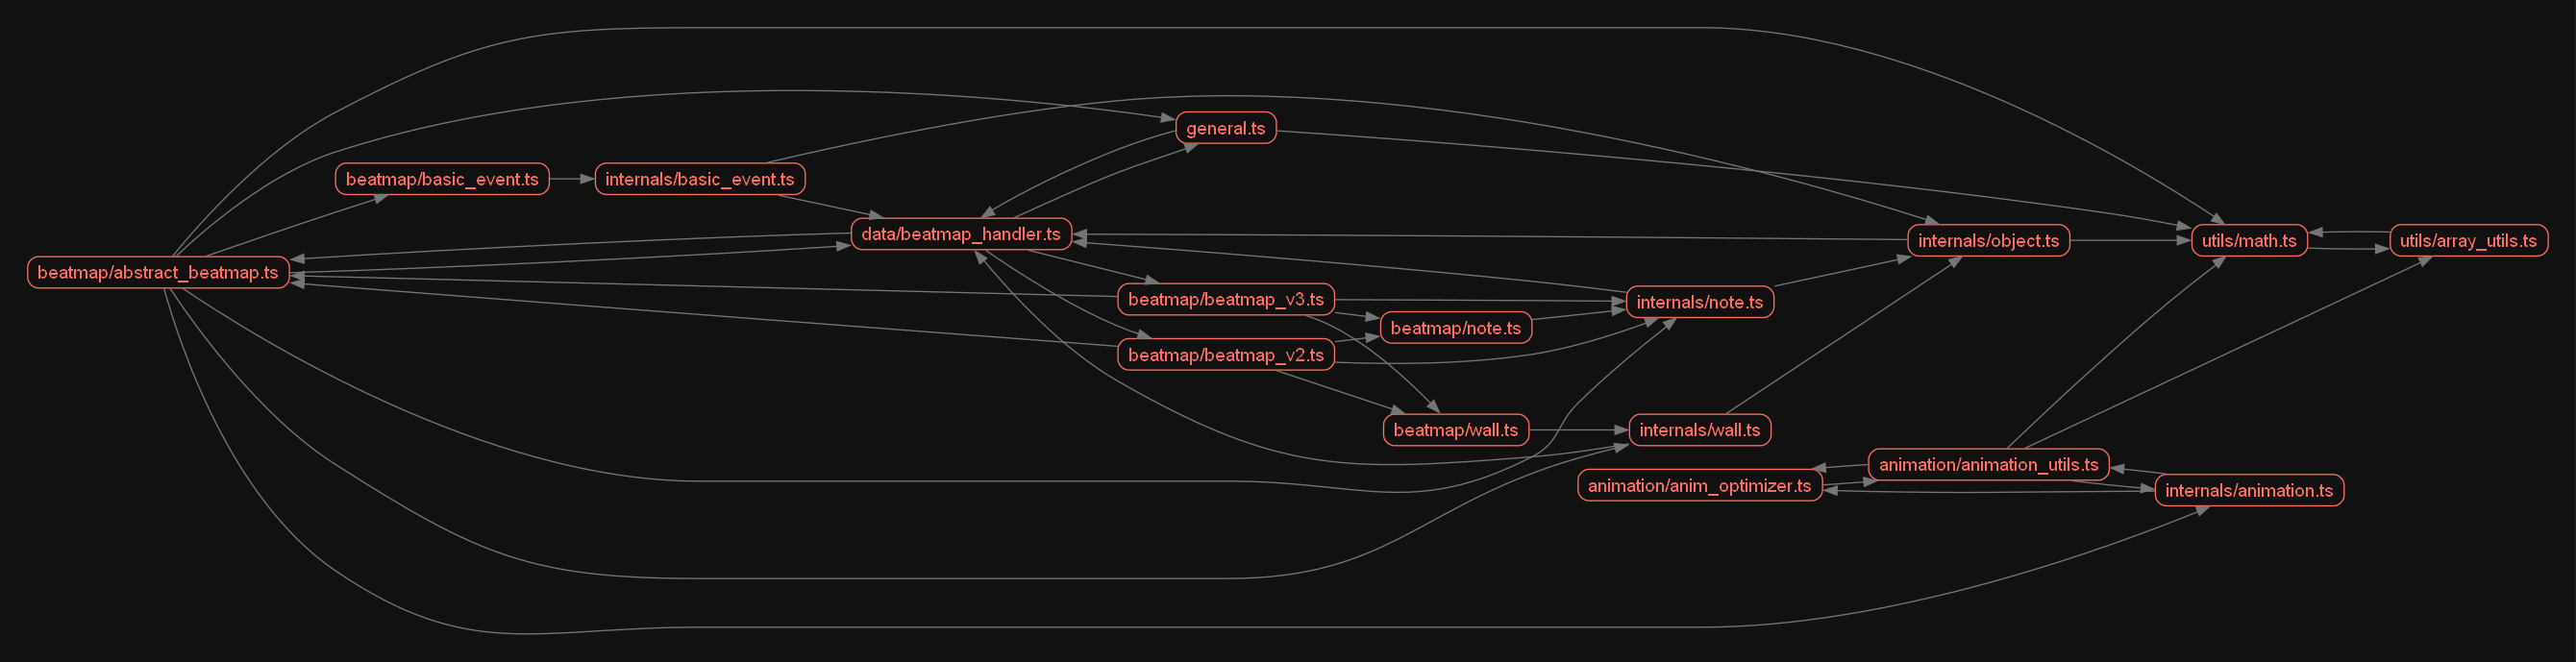 general.ts
beatmap/basic_event.ts
internals/basic_event.ts
data/beatmap_handler.ts
internals/object.ts
utils/math.ts
utils/array_utils.ts
beatmap/abstract_beatmap.ts
beatmap/beatmap_v3.ts
internals/note.ts
beatmap/note.ts
beatmap/beatmap_v2.ts
beatmap/wall.ts
internals/wall.ts
animation/animation_utils.ts
animation/anim_optimizer.ts
internals/animation.ts